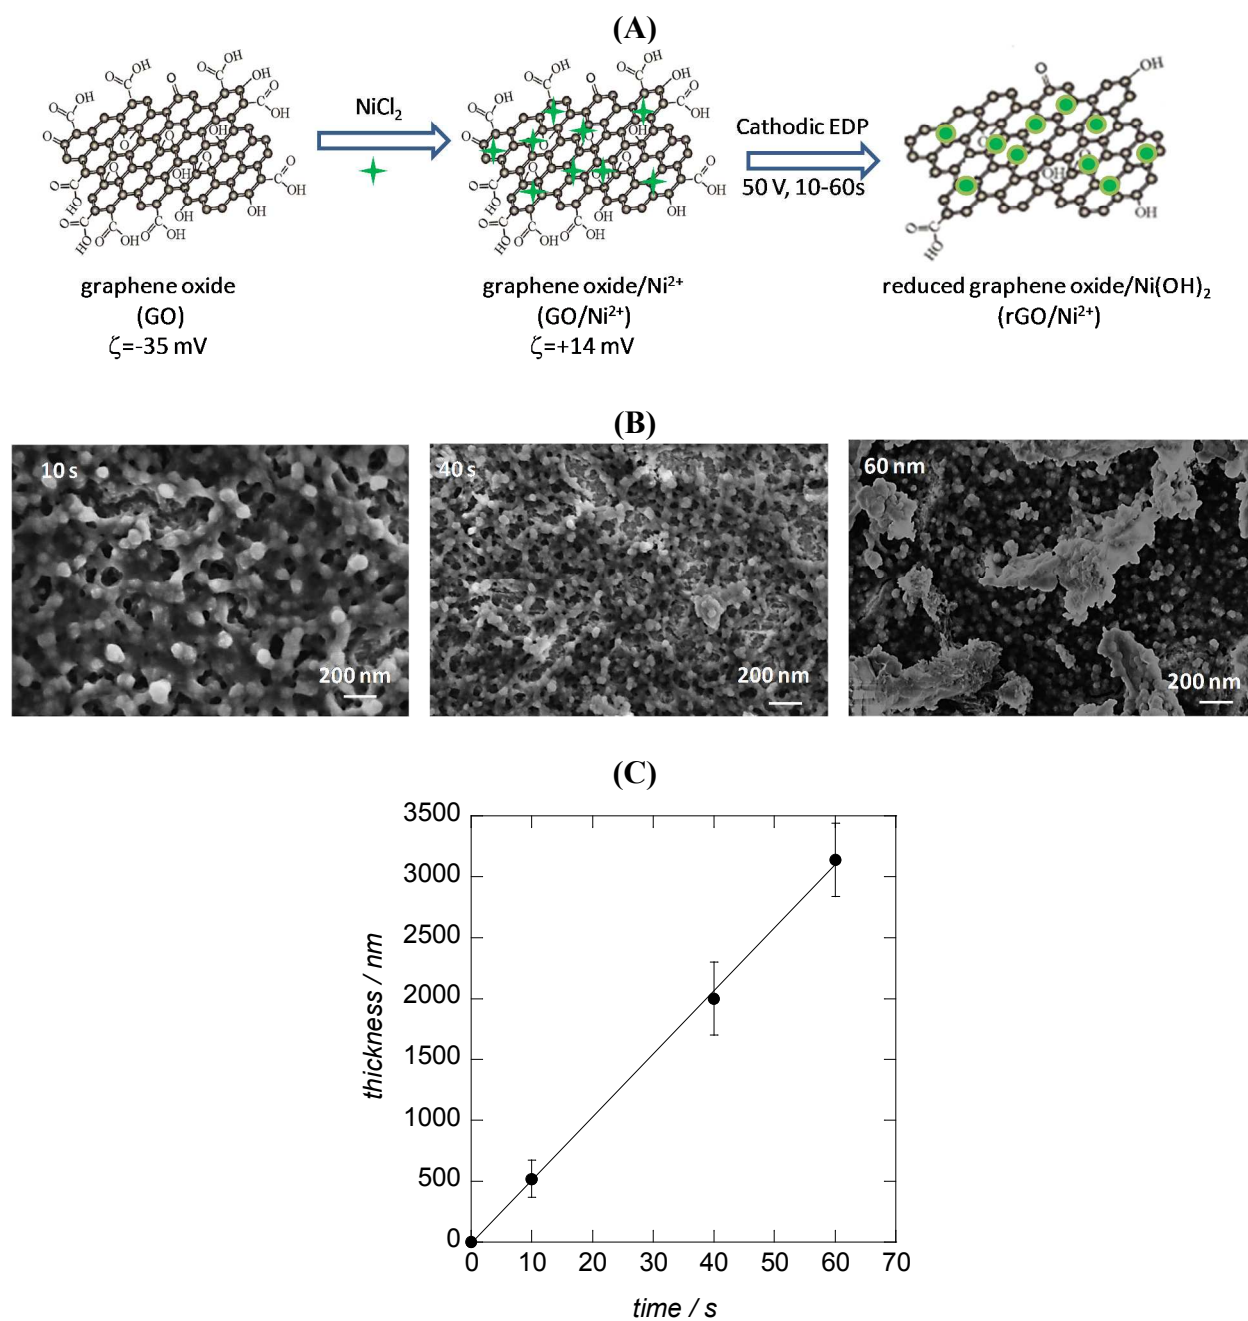 (A)
NiCl₂
Cathodic EDP
50 V, 10-60s
graphene oxide
(GO)
ζ=-35 mV
graphene oxide/Ni²⁺
(GO/Ni²⁺)
ζ=+14 mV
reduced graphene oxide/Ni(OH)₂
(rGO/Ni²⁺)
(B)
10 s
200 nm
40 s
200 nm
60 nm
200 nm
(C)
3500
3000
2500
2000
1500
1000
500
0
thickness / nm
0 10 20 30 40 50 60 70
time / s